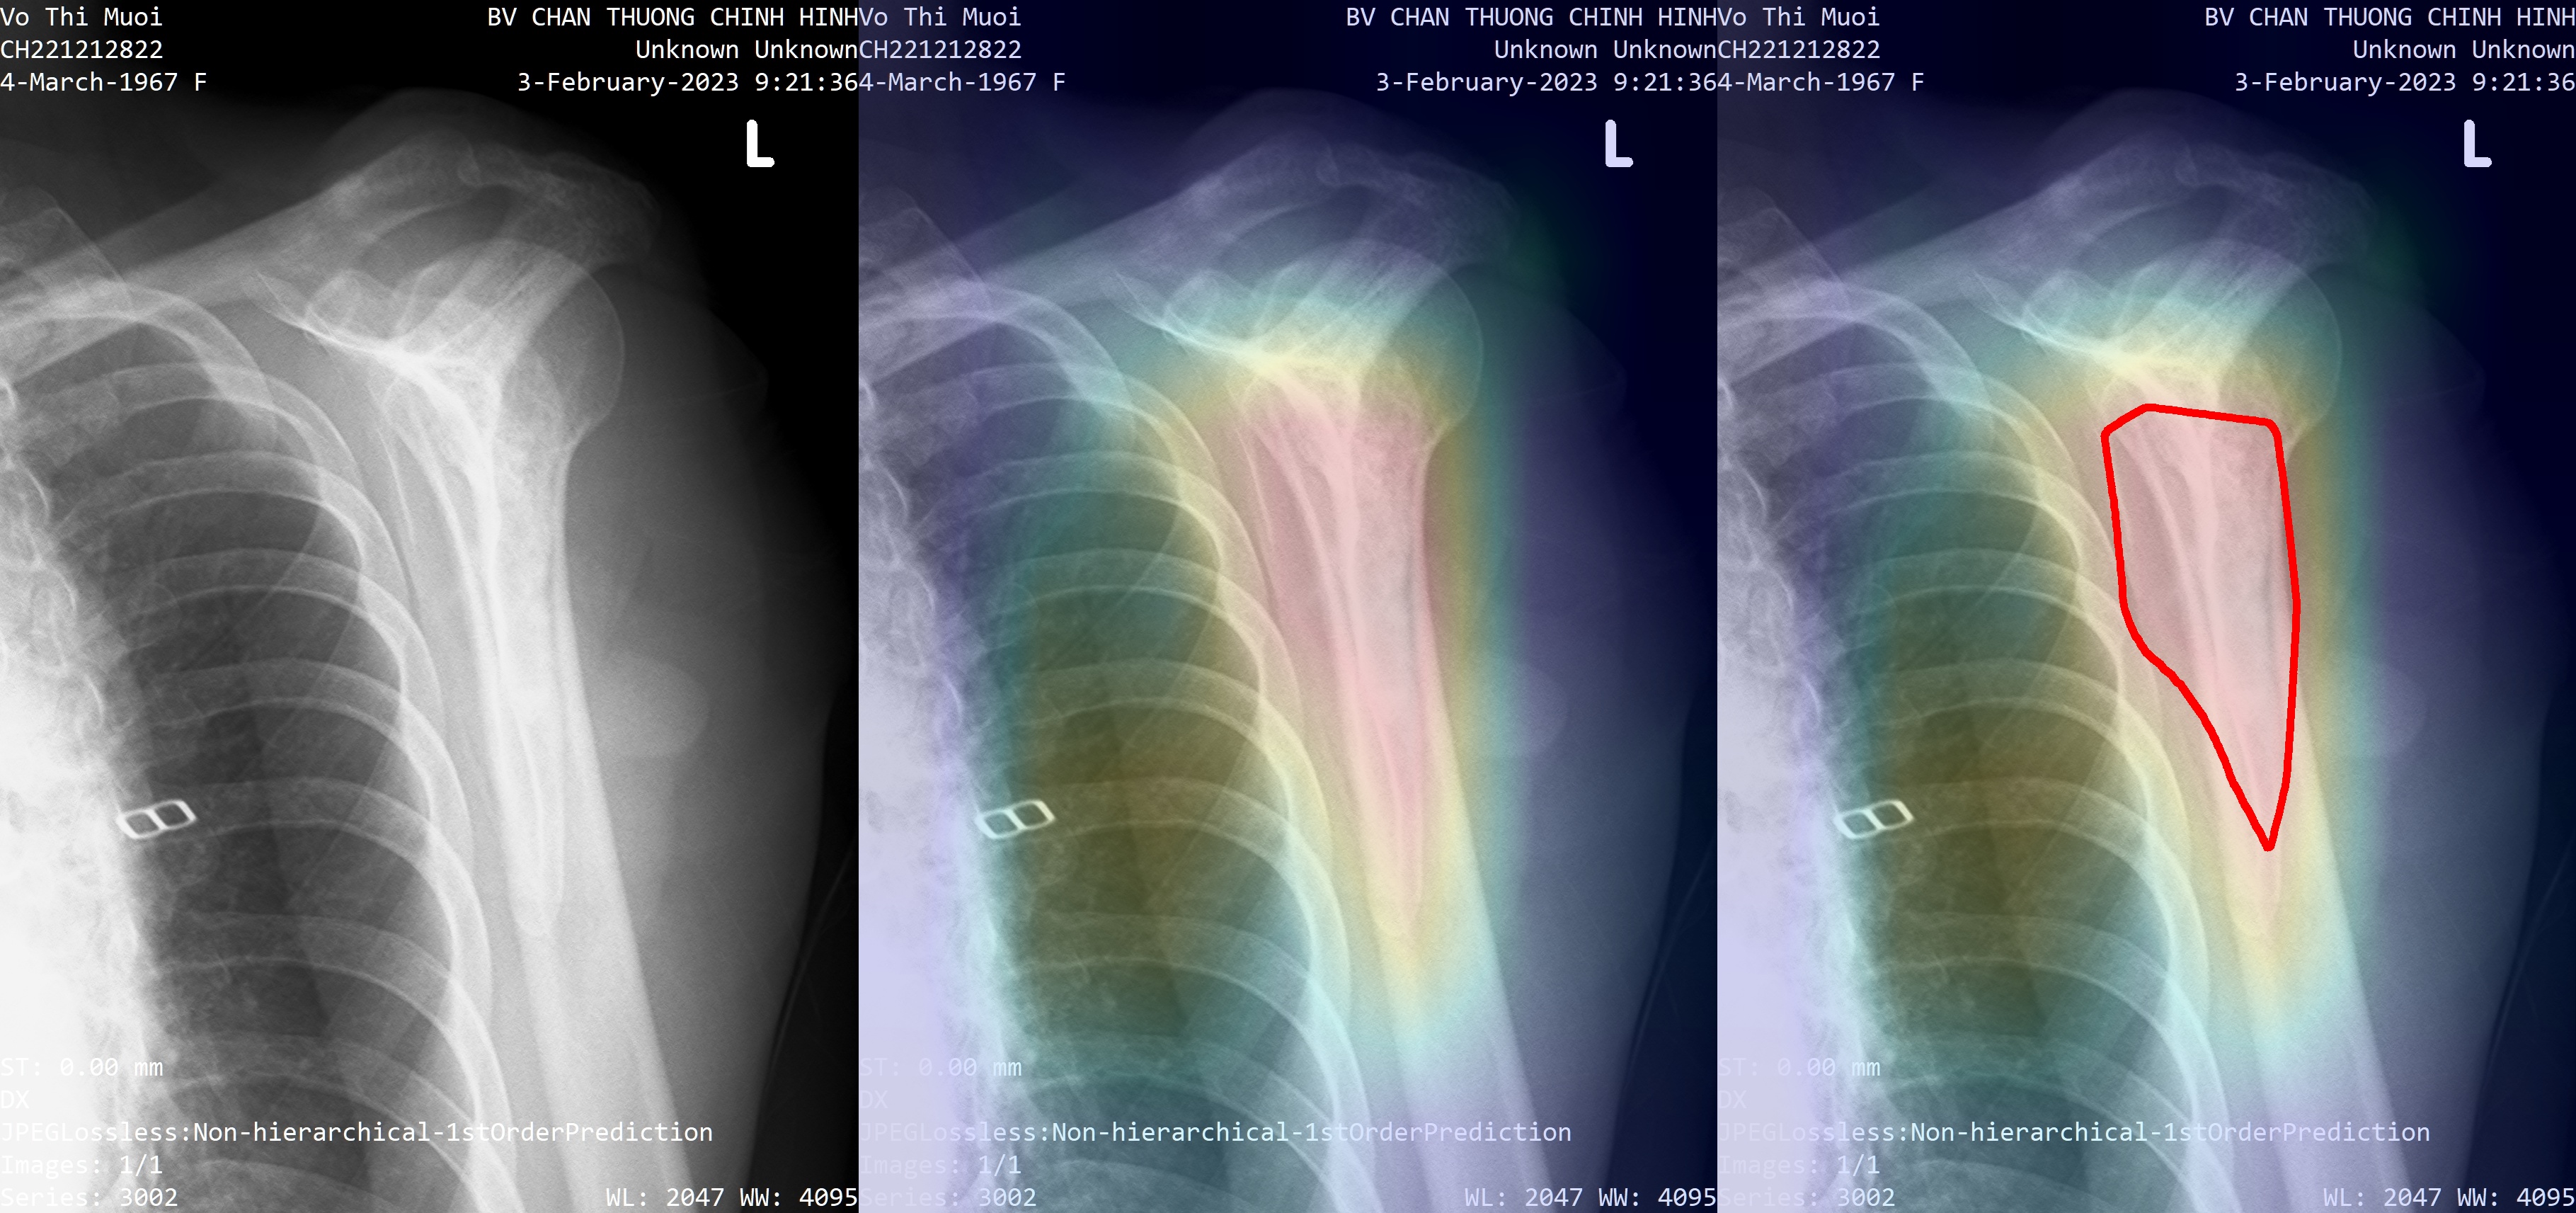 Vo Thi Muoi
CH221212822
4-March-1967 F
BV CHAN THUONG CHINH HINH
Unknown Unknown
3-February-2023 9:21:36
L
ST: 0.00 mm
DX
JPEGLossless:Non-hierarchical-1stOrderPrediction
Images: 1/1
Series: 3002
WL: 2047 WW: 4095
Vo Thi Muoi
CH221212822
4-March-1967 F
BV CHAN THUONG CHINH HINH
Unknown Unknown
3-February-2023 9:21:36
L
ST: 0.00 mm
DX
JPEGLossless:Non-hierarchical-1stOrderPrediction
Images: 1/1
Series: 3002
WL: 2047 WW: 4095
Vo Thi Muoi
CH221212822
4-March-1967 F
BV CHAN THUONG CHINH HINH
Unknown Unknown
3-February-2023 9:21:36
L
ST: 0.00 mm
DX
JPEGLossless:Non-hierarchical-1stOrderPrediction
Images: 1/1
Series: 3002
WL: 2047 WW: 4095